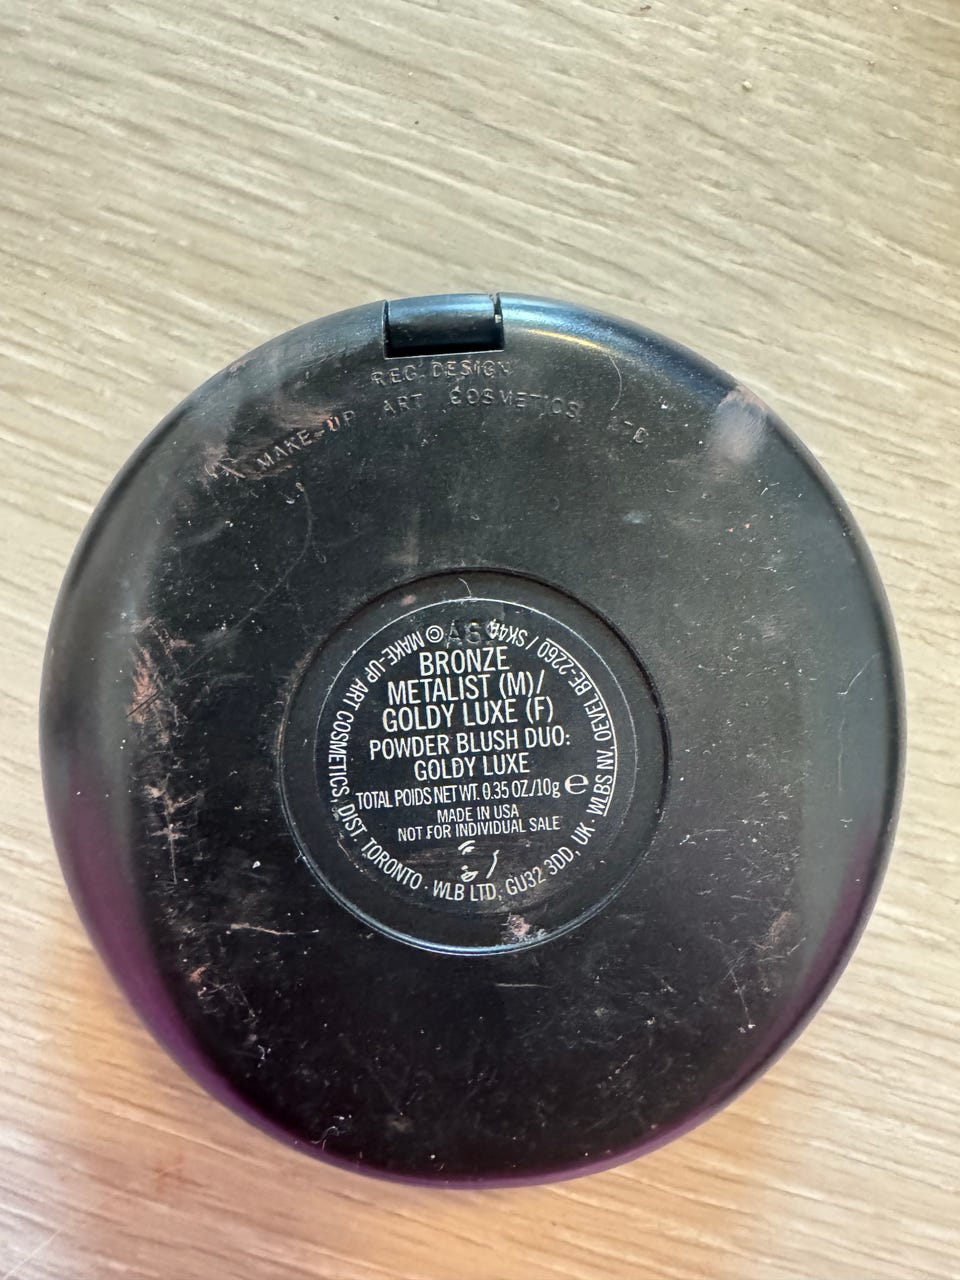 REG. DESIGN
MAKE-UP ART COSMETICS LTD
BRONZE
METALIST (M)/
GOLDY LUXE (F)
POWDER BLUSH DUO:
GOLDY LUXE
TOTAL POIDS NET WT. 0.35 OZ./10g ℮
MADE IN USA
NOT FOR INDIVIDUAL SALE
© MAKE-UP ART COSMETICS, DIST. TORONTO · WLB LTD, GU32 3DD, UK WLBS NV, OEVEL BE-2260 / SK4A